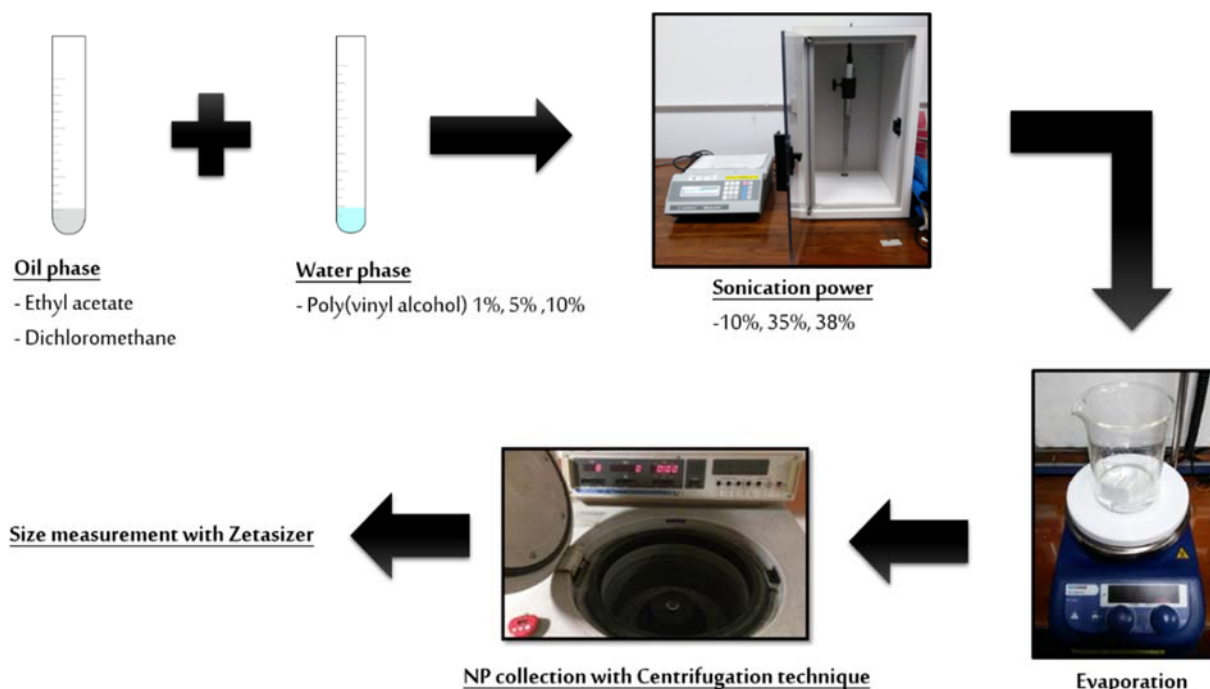 Oil phase
- Ethyl acetate
- Dichloromethane
Water phase
- Poly(vinyl alcohol) 1%, 5% ,10%
Sonication power
-10%, 35%, 38%
Evaporation
NP collection with Centrifugation technique
Size measurement with Zetasizer